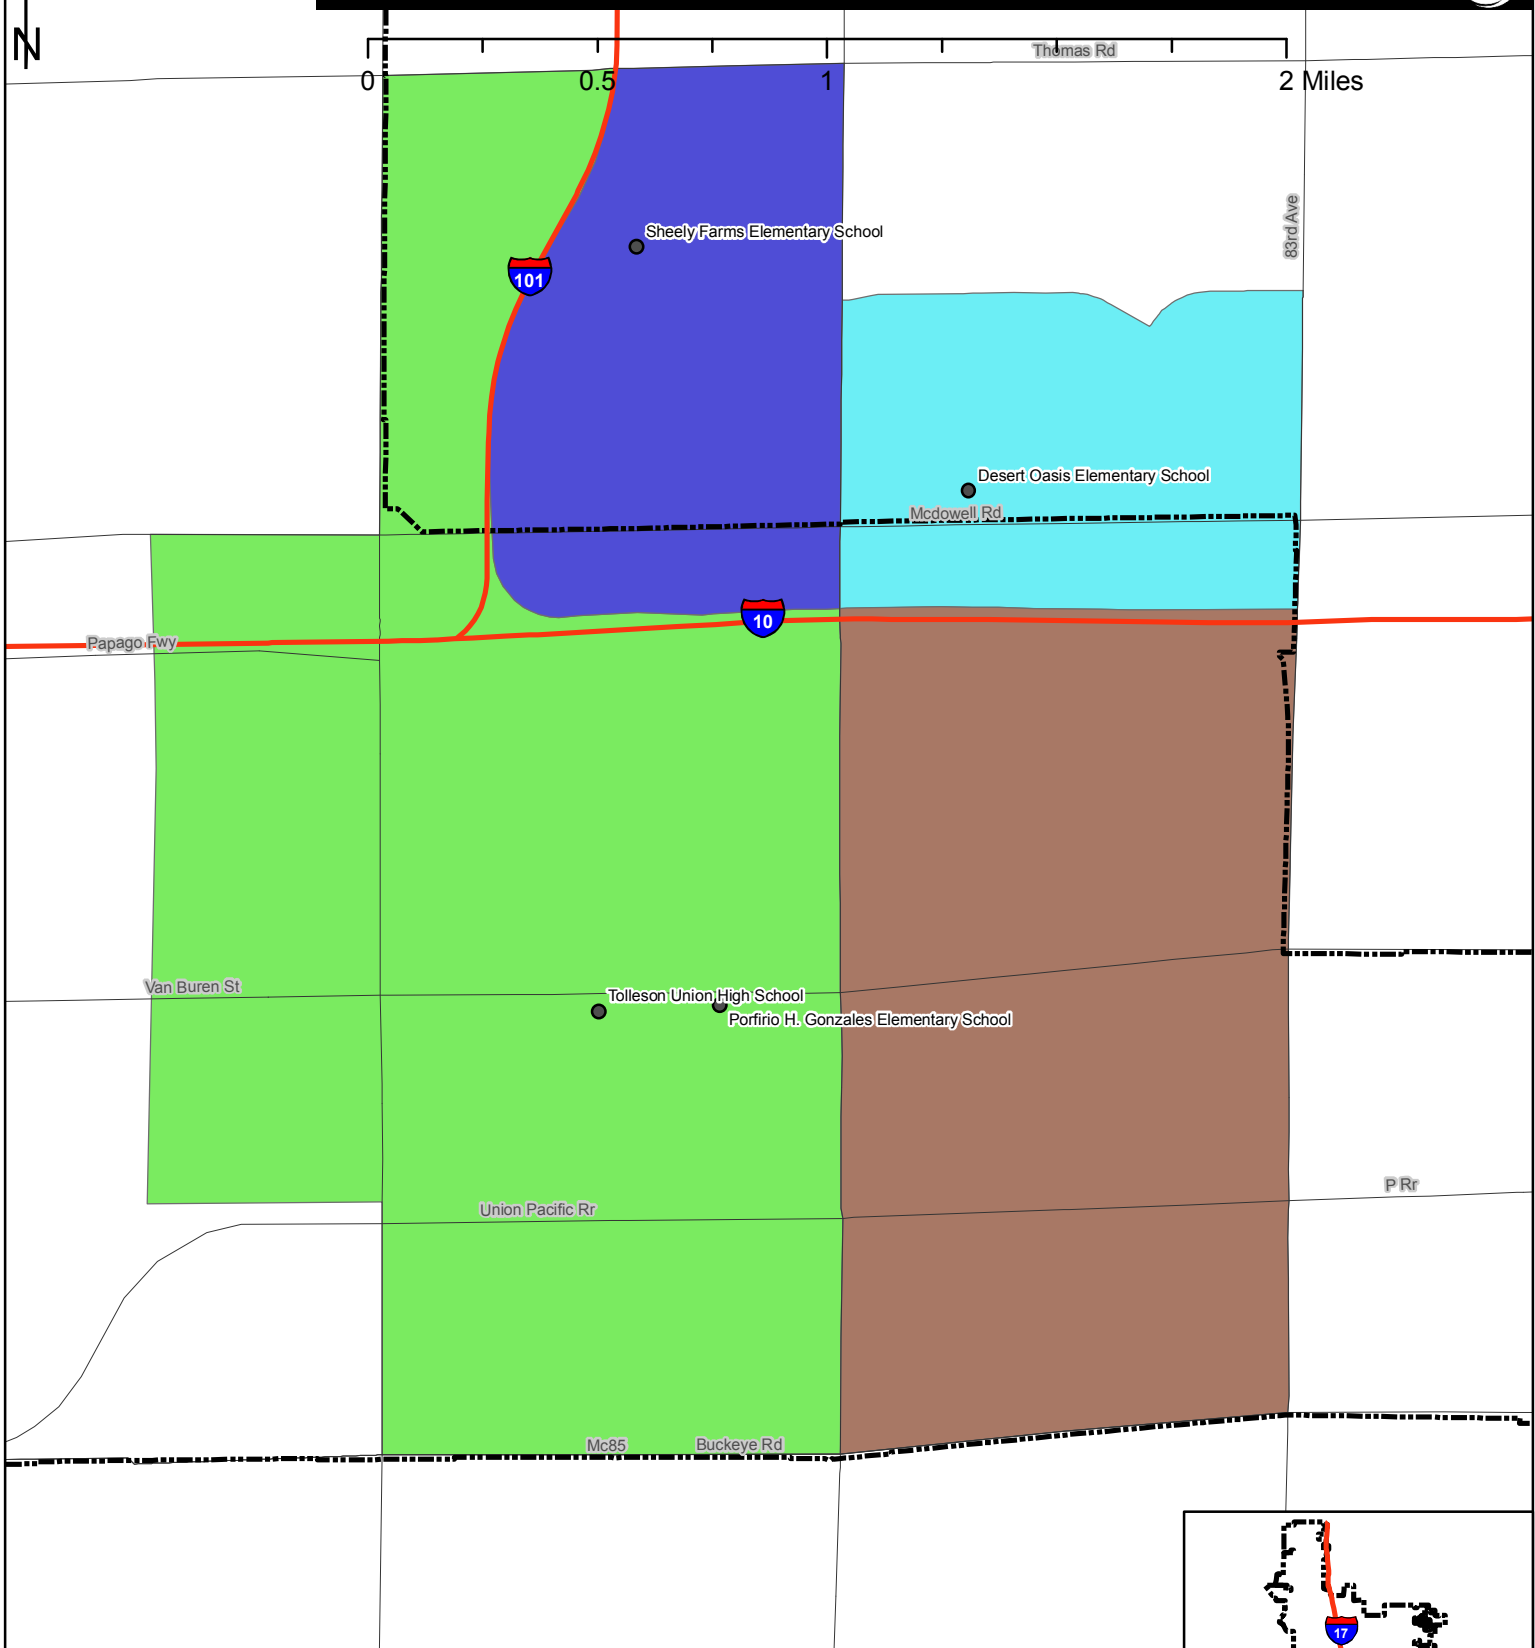 N
Thomas Rd
0
0.5
1
2 Miles
83rd Ave
Sheely Farms Elementary School
101
Desert Oasis Elementary School
Mcdowell Rd
10
Papago Fwy
Van Buren St
Tolleson Union High School
Porfirio H. Gonzales Elementary School
P Rr
Union Pacific Rr
Mc85
Buckeye Rd
17